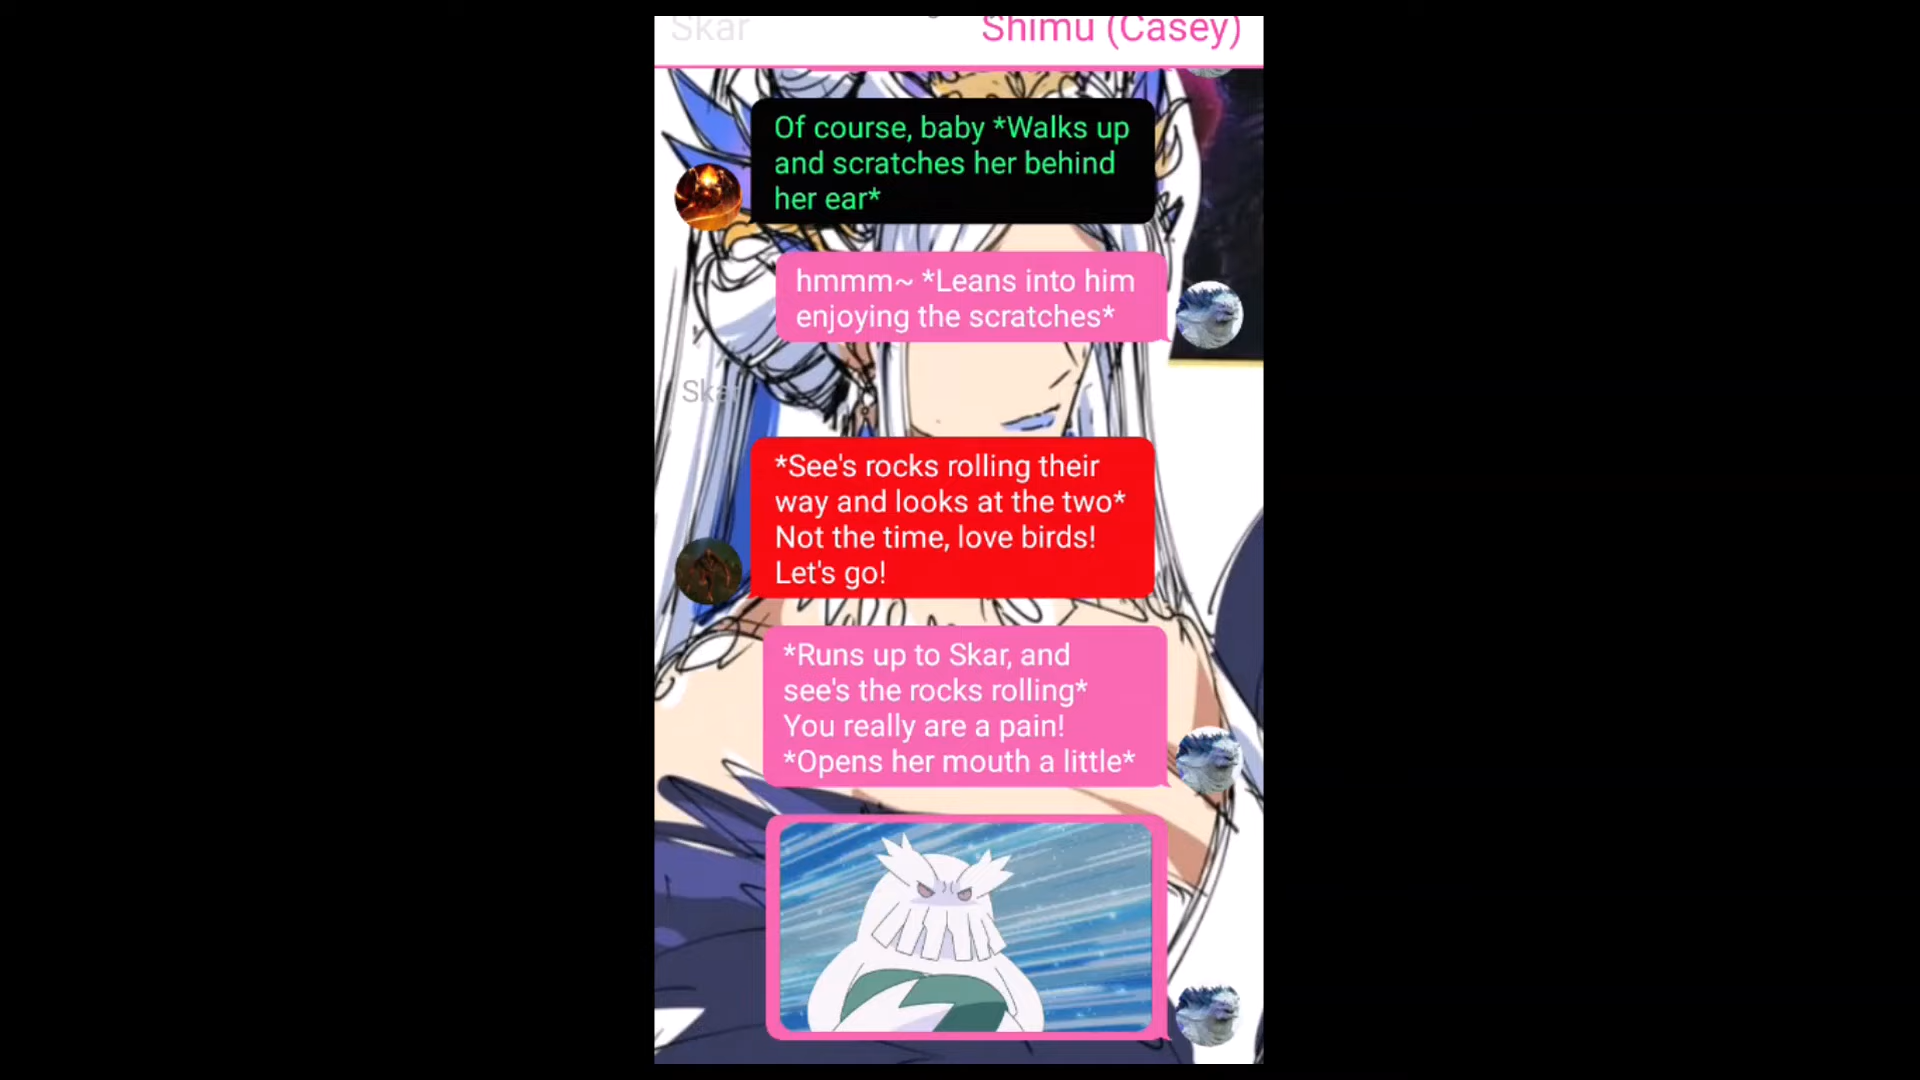 Skar
Shimu (Casey)
Of course, baby *Walks up
and scratches her behind
her ear*
hmmm~ *Leans into him
enjoying the scratches*
Skar
*See's rocks rolling their
way and looks at the two*
Not the time, love birds!
Let's go!
*Runs up to Skar, and
see's the rocks rolling*
You really are a pain!
*Opens her mouth a little*